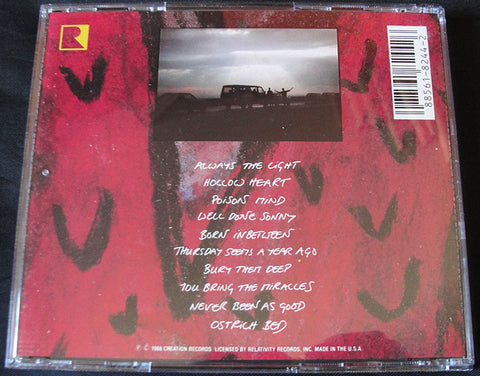 R
88561-8244-2
ALWAYS THE LIGHT
HOLLOW HEART
POISON MIND
WELL DONE SONNY
BORN INBETWEEN
THURSDAY SEEMS A YEAR AGO
BURY THEM DEEP
YOU BRING THE MIRACLES
NEVER BEEN AS GOOD
OSTRICH BED
℗ © 1988 CREATION RECORDS. LICENSED BY RELATIVITY RECORDS, INC. MADE IN THE U.S.A.